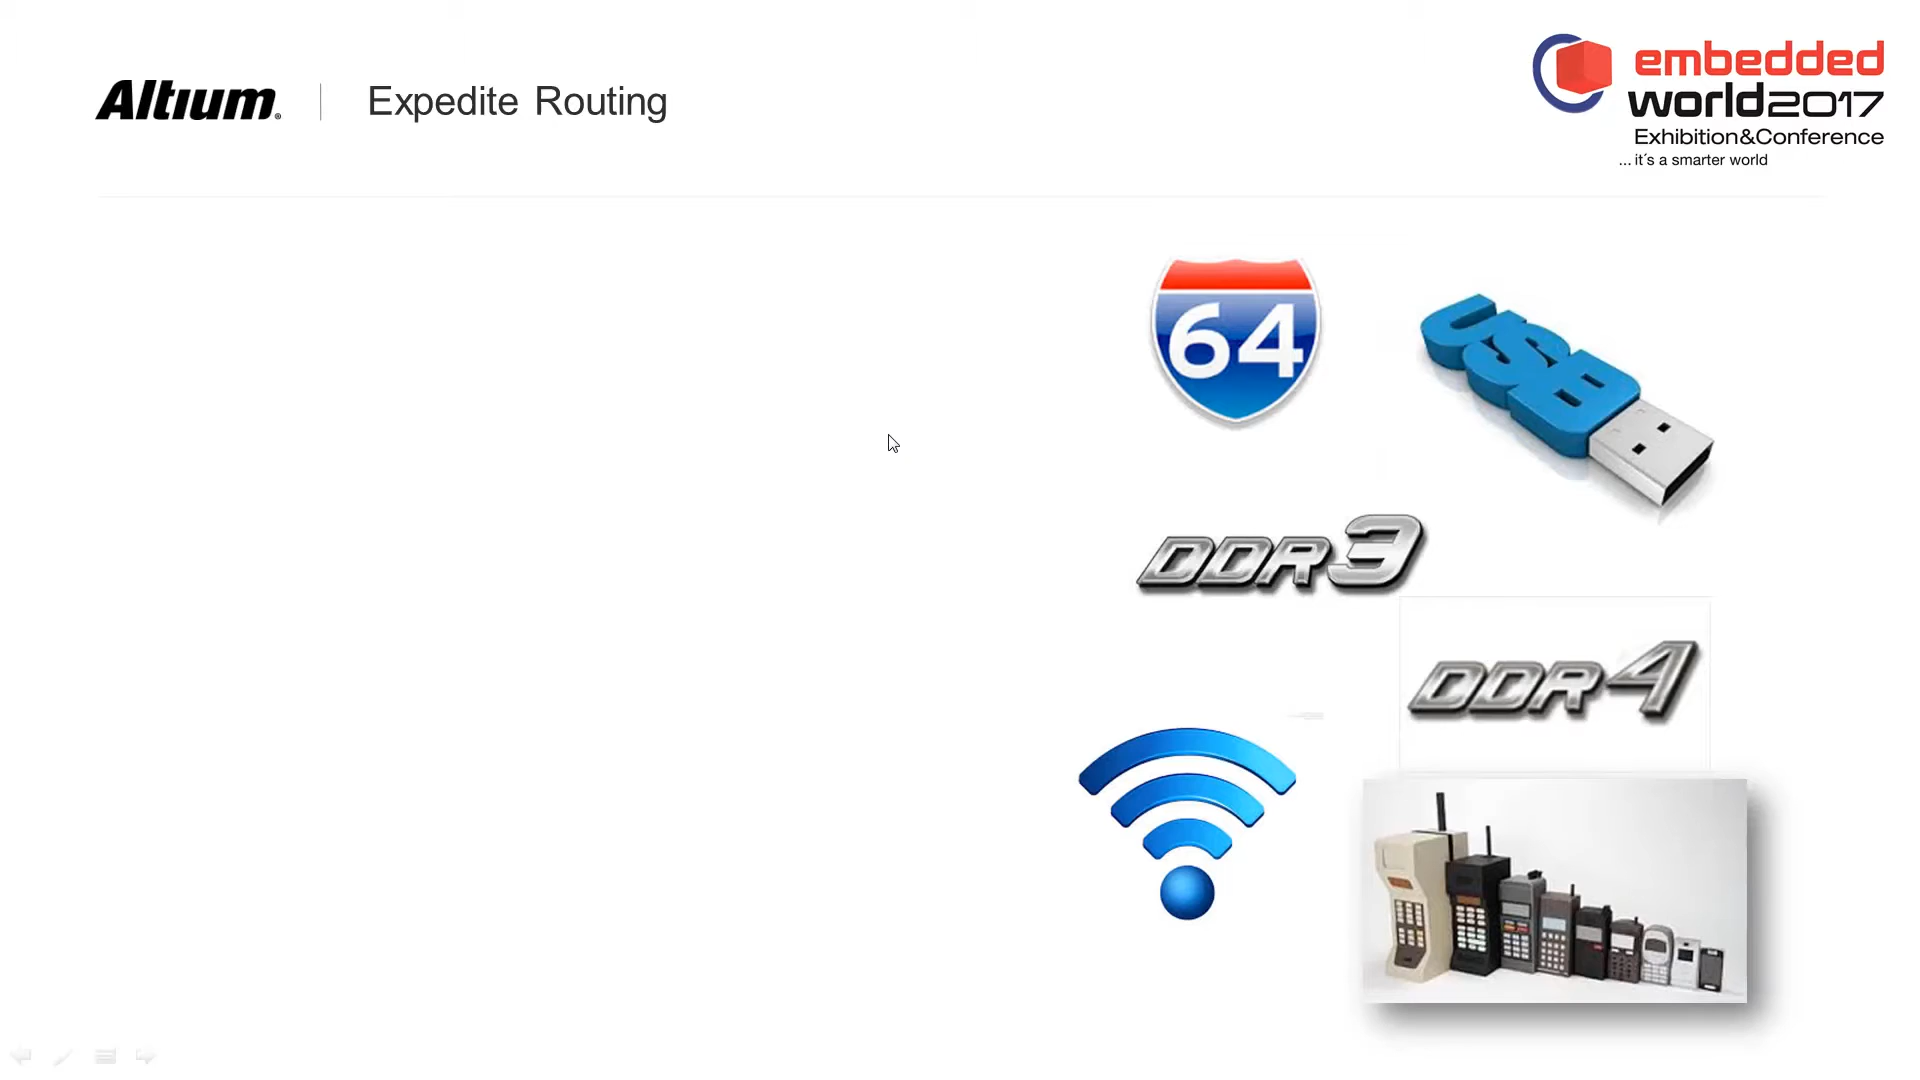 Altium.
Expedite Routing
embedded
world2017
Exhibition&Conference
... it´s a smarter world
64
USB
DDR3
DDR4